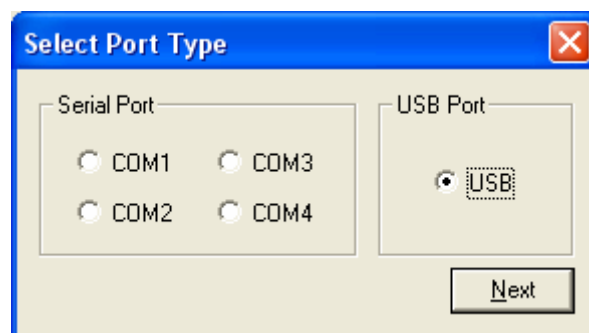 Select Port Type
Serial Port
USB Port
COM1
COM3
USB
COM2
COM4
Next